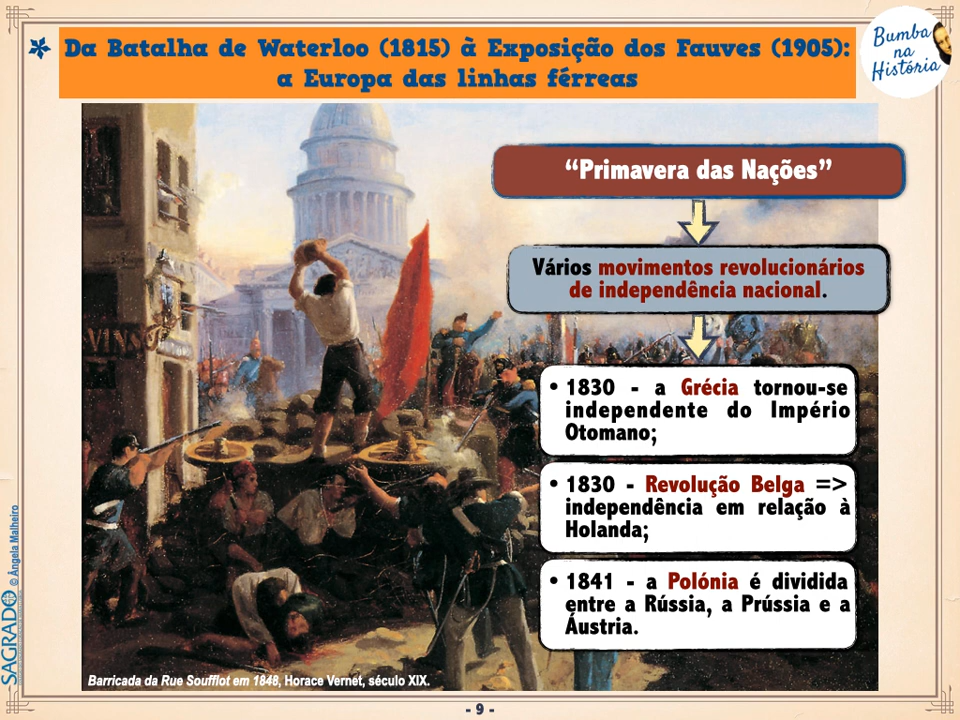 Da Batalha de Waterloo (1815) à Exposição dos Fauves (1905):
a Europa das linhas férreas
Bumba
na
História
“Primavera das Nações”
Vários movimentos revolucionários
de independência nacional.
• 1830 - a Grécia tornou-se
independente do Império
Otomano;
• 1830 - Revolução Belga =>
independência em relação à
Holanda;
• 1841 - a Polónia é dividida
entre a Rússia, a Prússia e a
Áustria.
VINS
SAGRADO
© Ângela Malheiro
Barricada da Rue Soufflot em 1848, Horace Vernet, século XIX.
- 9 -